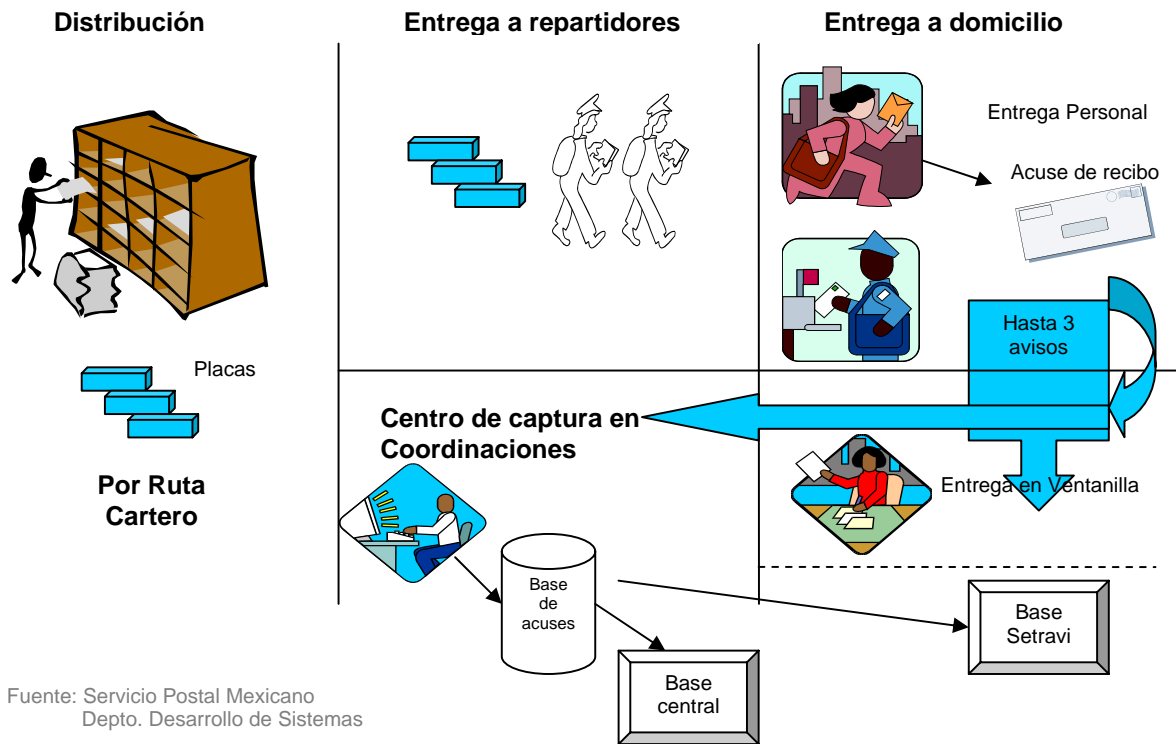 Distribución
Entrega a repartidores
Entrega a domicilio
Entrega Personal
Acuse de recibo
Hasta 3
avisos
Placas
Por Ruta
Cartero
Centro de captura en
Coordinaciones
Entrega en Ventanilla
Base
de
acuses
Base
Setravi
Base
central
Fuente: Servicio Postal Mexicano
Depto. Desarrollo de Sistemas